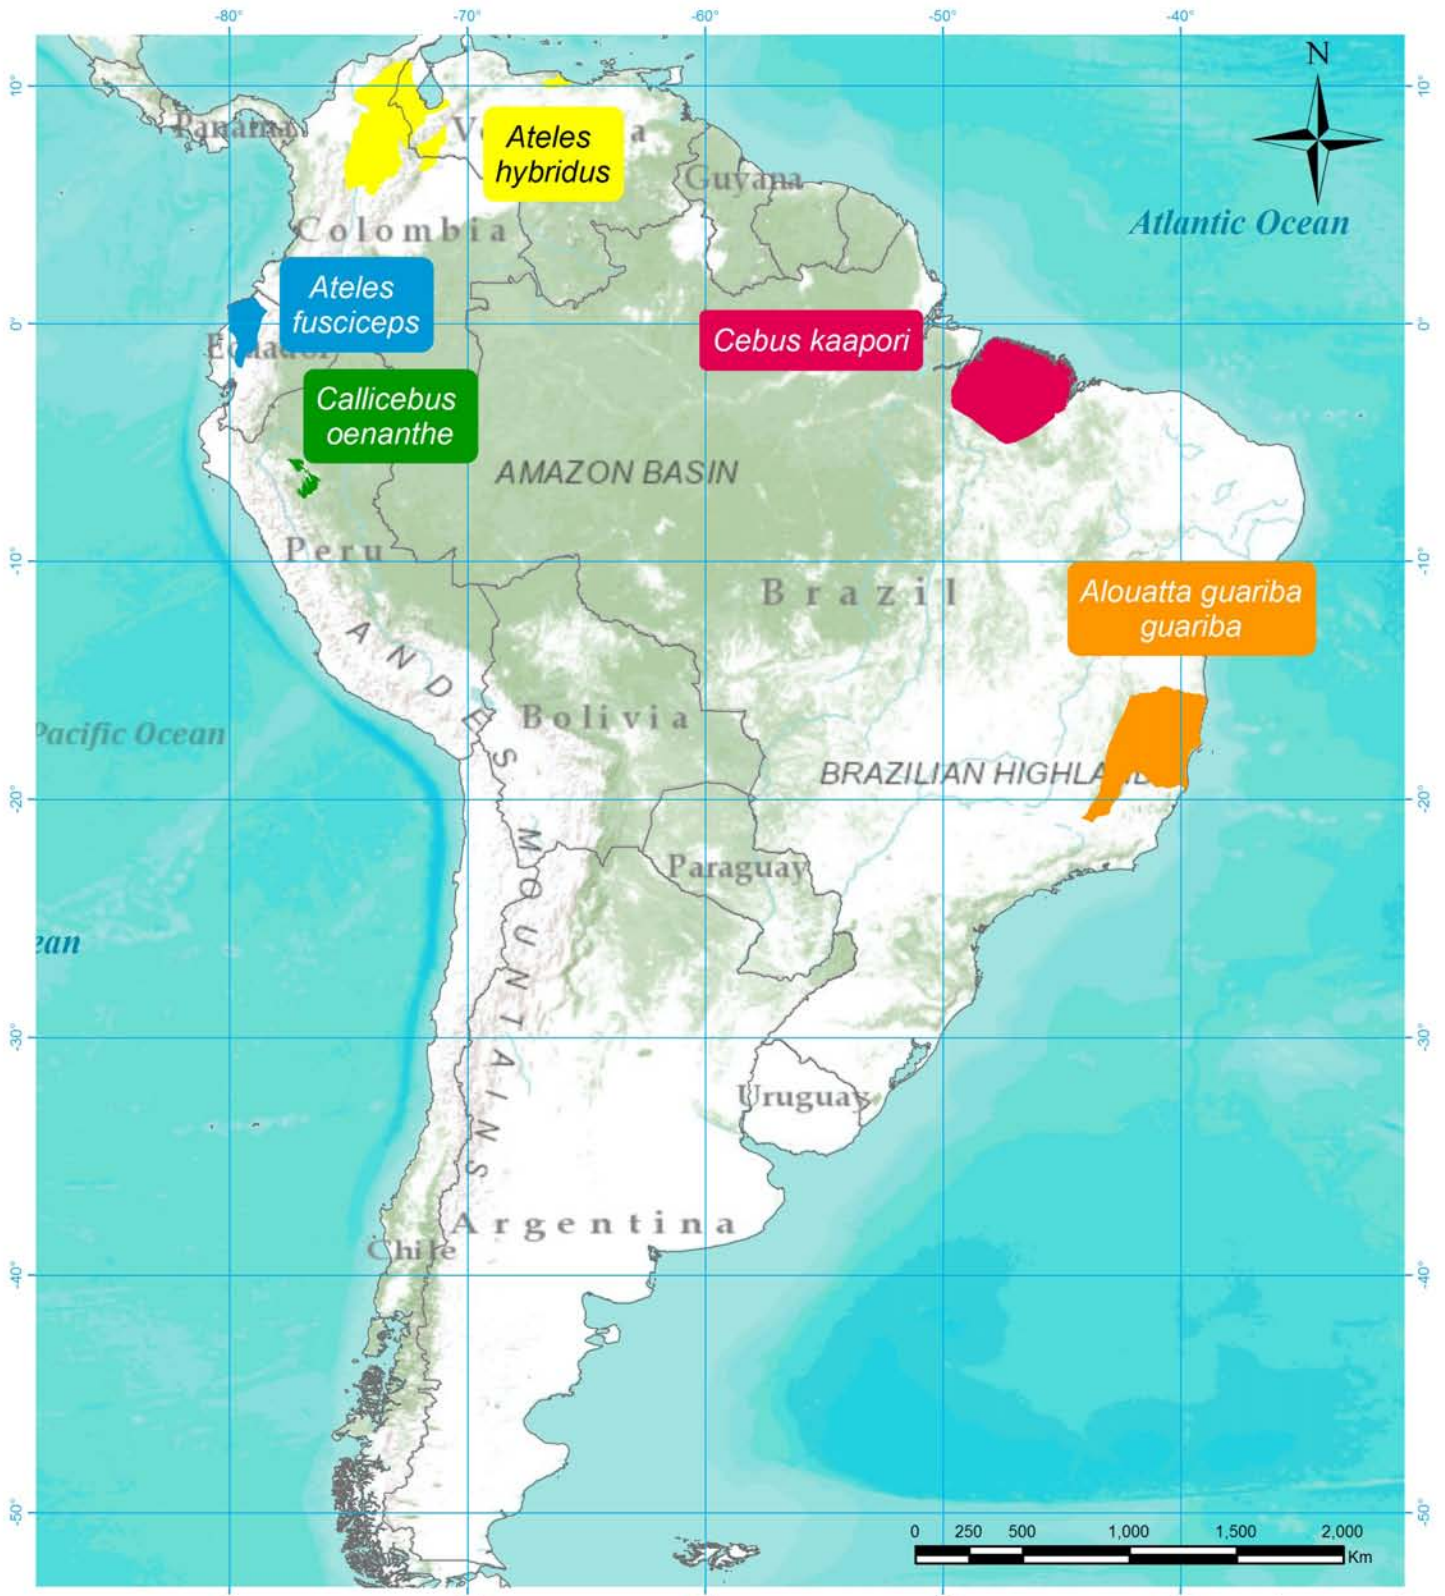 -80°
-70°
-60°
-50°
-40°
N
10°
10°
Panama
Ateles
hybridus
a
Guyana
Colombia
Atlantic Ocean
Ateles
fusciceps
0°
0°
Cebus kaapori
Callicebus
oenanthe
AMAZON BASIN
Peru
-10°
-10°
Brazil
Alouatta guariba
guariba
ANDES MOUNTAINS
Bolivia
Pacific Ocean
BRAZILIAN HIGHLA
-20°
-20°
Paraguay
ean
-30°
-30°
Uruguay
Argentina
Chile
-40°
-40°
-50°
-50°
0 250 500 1,000 1,500 2,000
Km